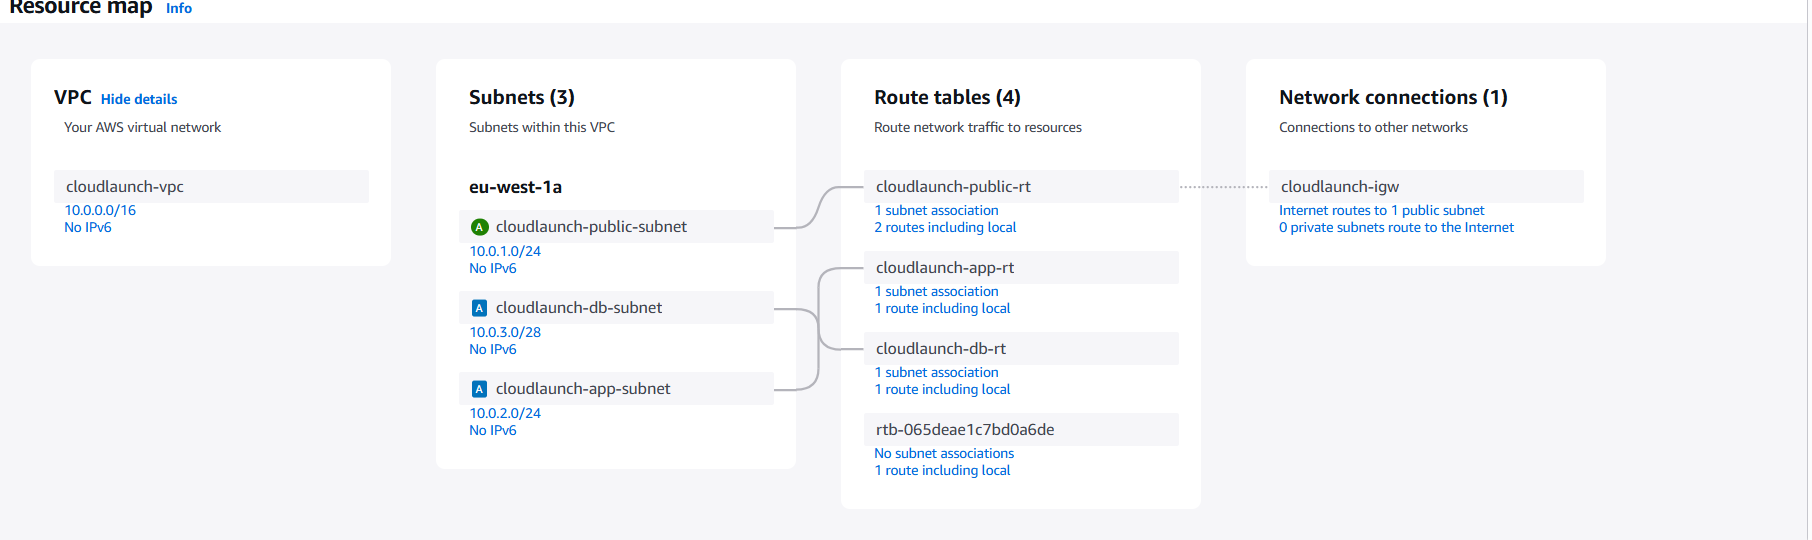 Resource map Info
VPC Hide details
Your AWS virtual network
cloudlaunch-vpc
10.0.0.0/16
No IPv6
Subnets (3)
Subnets within this VPC
eu-west-1a
A cloudlaunch-public-subnet
10.0.1.0/24
No IPv6
A cloudlaunch-db-subnet
10.0.3.0/28
No IPv6
A cloudlaunch-app-subnet
10.0.2.0/24
No IPv6
Route tables (4)
Route network traffic to resources
cloudlaunch-public-rt
1 subnet association
2 routes including local
cloudlaunch-app-rt
1 subnet association
1 route including local
cloudlaunch-db-rt
1 subnet association
1 route including local
rtb-065deae1c7bd0a6de
No subnet associations
1 route including local
Network connections (1)
Connections to other networks
cloudlaunch-igw
Internet routes to 1 public subnet
0 private subnets route to the Internet